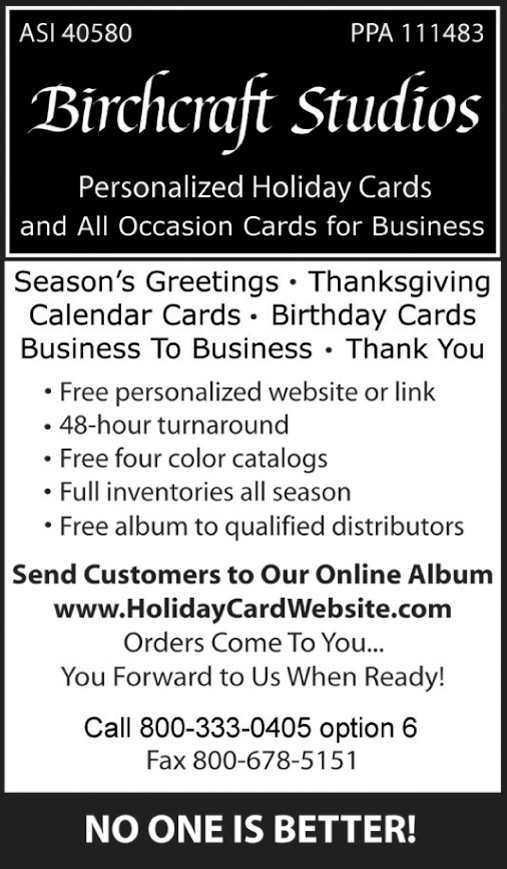 ASI 40580 PPA 111483
Birchcraft Studios
Personalized Holiday Cards
and All Occasion Cards for Business
Season's Greetings • Thanksgiving
Calendar Cards • Birthday Cards
Business To Business • Thank You
• Free personalized website or link
• 48-hour turnaround
• Free four color catalogs
• Full inventories all season
• Free album to qualified distributors
Send Customers to Our Online Album
www.HolidayCardWebsite.com
Orders Come To You...
You Forward to Us When Ready!
Call 800-333-0405 option 6
Fax 800-678-5151
NO ONE IS BETTER!